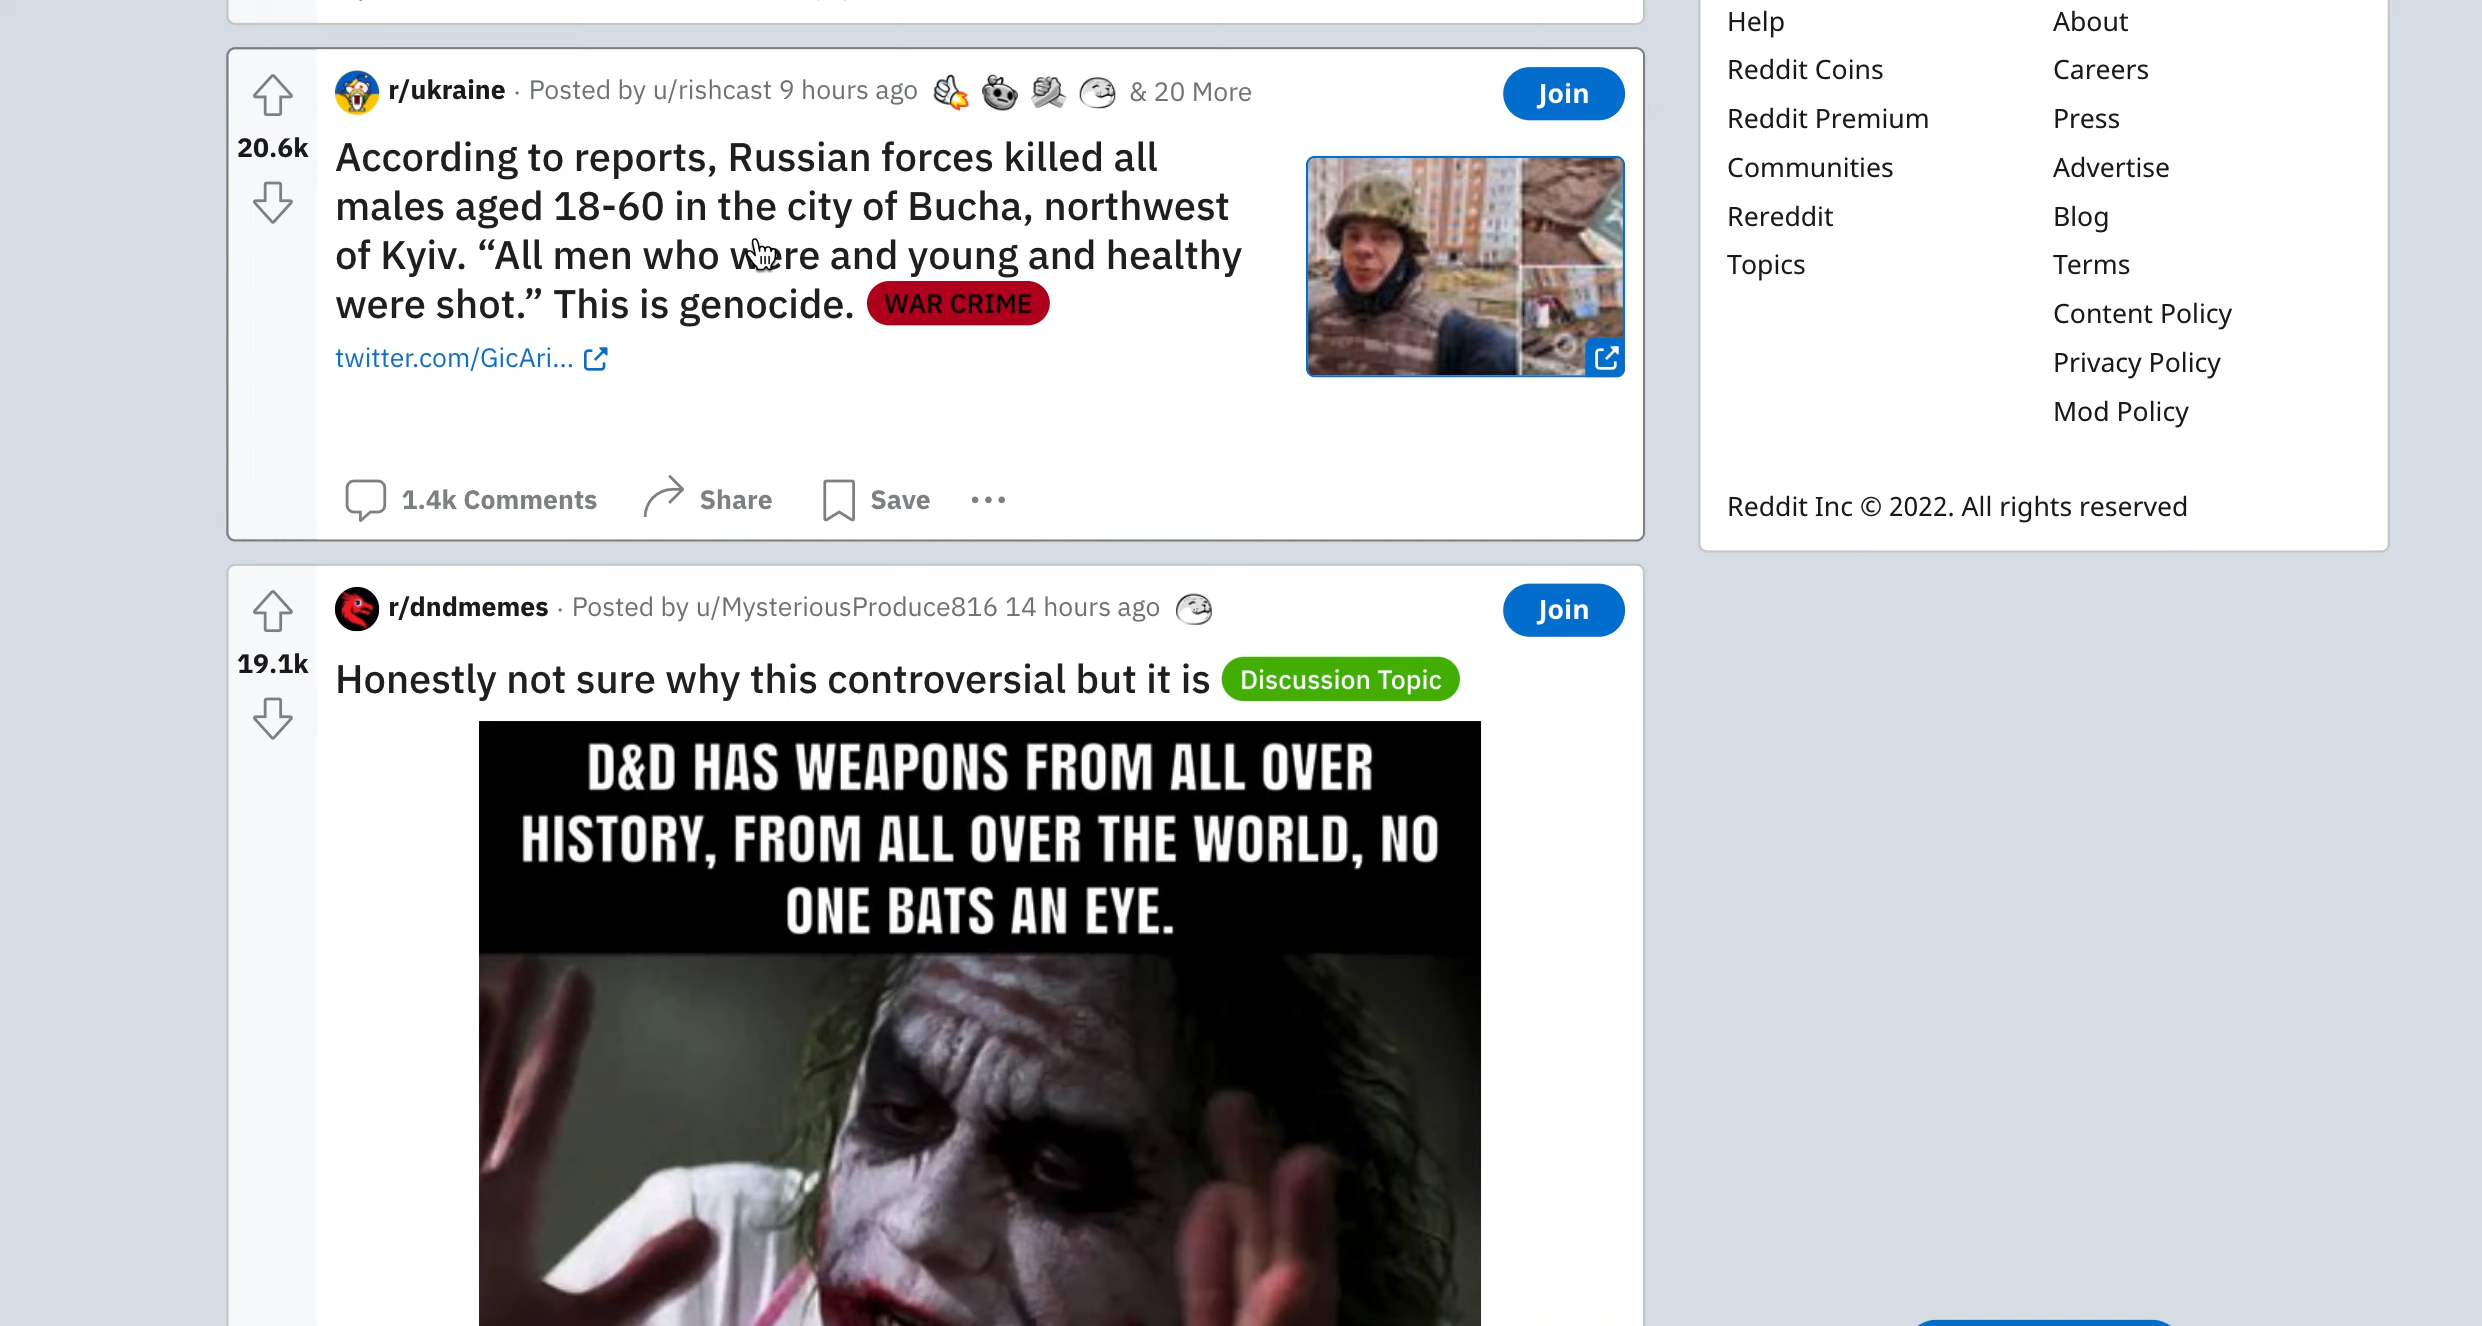 r/ukraine · Posted by u/rishcast 9 hours ago & 20 More
Join
20.6k
According to reports, Russian forces killed all
males aged 18-60 in the city of Bucha, northwest
of Kyiv. “All men who were and young and healthy
were shot.” This is genocide. WAR CRIME
twitter.com/GicAri...
1.4k Comments Share Save
r/dndmemes · Posted by u/MysteriousProduce816 14 hours ago
Join
19.1k
Honestly not sure why this controversial but it is Discussion Topic
D&D HAS WEAPONS FROM ALL OVER
HISTORY, FROM ALL OVER THE WORLD, NO
ONE BATS AN EYE.
Help
Reddit Coins
Reddit Premium
Communities
Rereddit
Topics
About
Careers
Press
Advertise
Blog
Terms
Content Policy
Privacy Policy
Mod Policy
Reddit Inc © 2022. All rights reserved